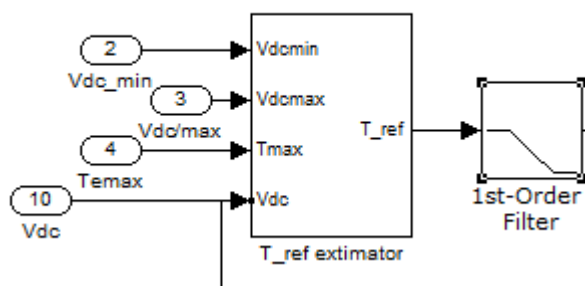 2
Vdc_min
3
Vdc/max
4
Temax
10
Vdc
Vdcmin
Vdcmax
Tmax
Vdc
T_ref
T_ref extimator
1st-Order
Filter